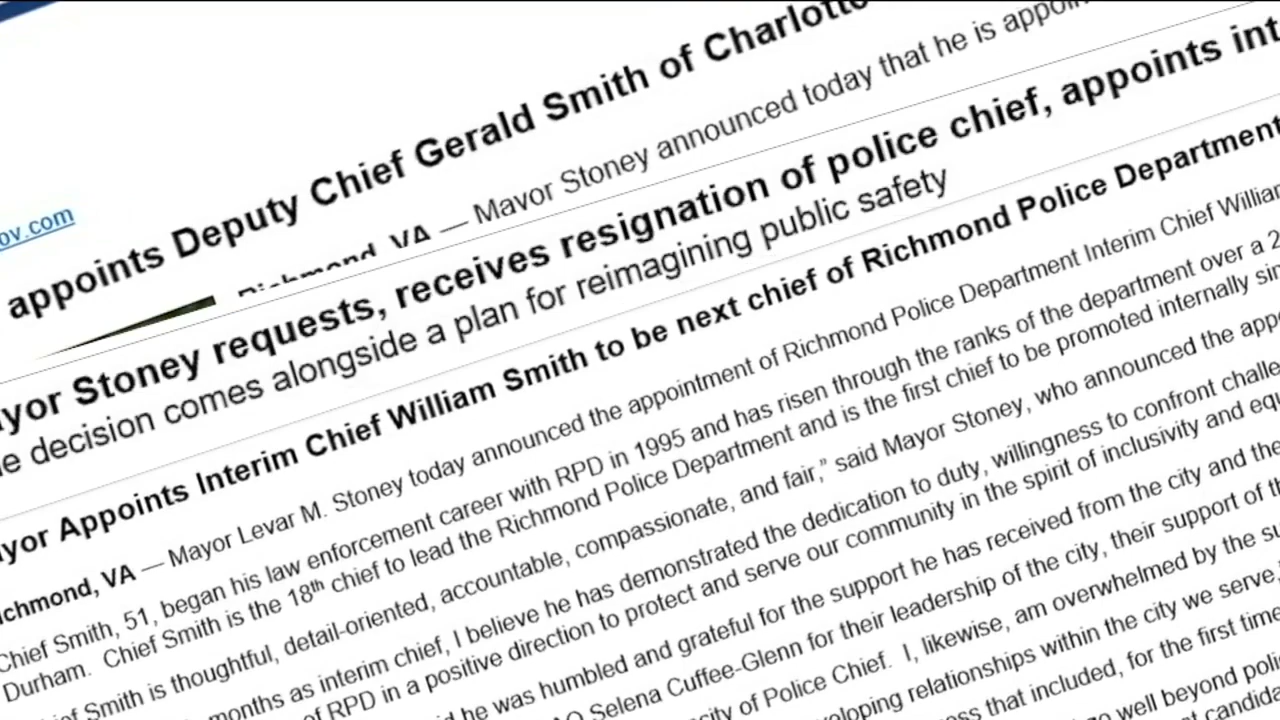 appoints Deputy Chief Gerald Smith of Charlotte
ov.com
Richmond, VA — Mayor Stoney announced today that he is
yor Stoney requests, receives resignation of police chief, appoints
decision comes alongside a plan for reimagining public safety
yor Appoints Interim Chief William Smith to be next chief of Richmond Police Department
ichmond, VA — Mayor Levar M. Stoney today announced the appointment of Richmond Police Department Interim Chief
Chief Smith, 51, began his law enforcement career with RPD in 1995 and has risen through the ranks of the department over a 2
Durham. Chief Smith is the 18th chief to lead the Richmond Police Department and is the first chief to be promoted internally
Smith is thoughtful, detail-oriented, accountable, compassionate, and fair,” said Mayor Stoney, who announced the
months as interim chief, I believe he has demonstrated the dedication to duty, willingness to confront
of RPD in a positive direction to protect and serve our community in the spirit of inclusivity and
he was humbled and grateful for the support he has received from the city and the
Selena Cuffee-Glenn for their leadership of the city, their support of
city of Police Chief. I, likewise, am overwhelmed by the
relationships within the city we serve,
that included, for the first time
well beyond